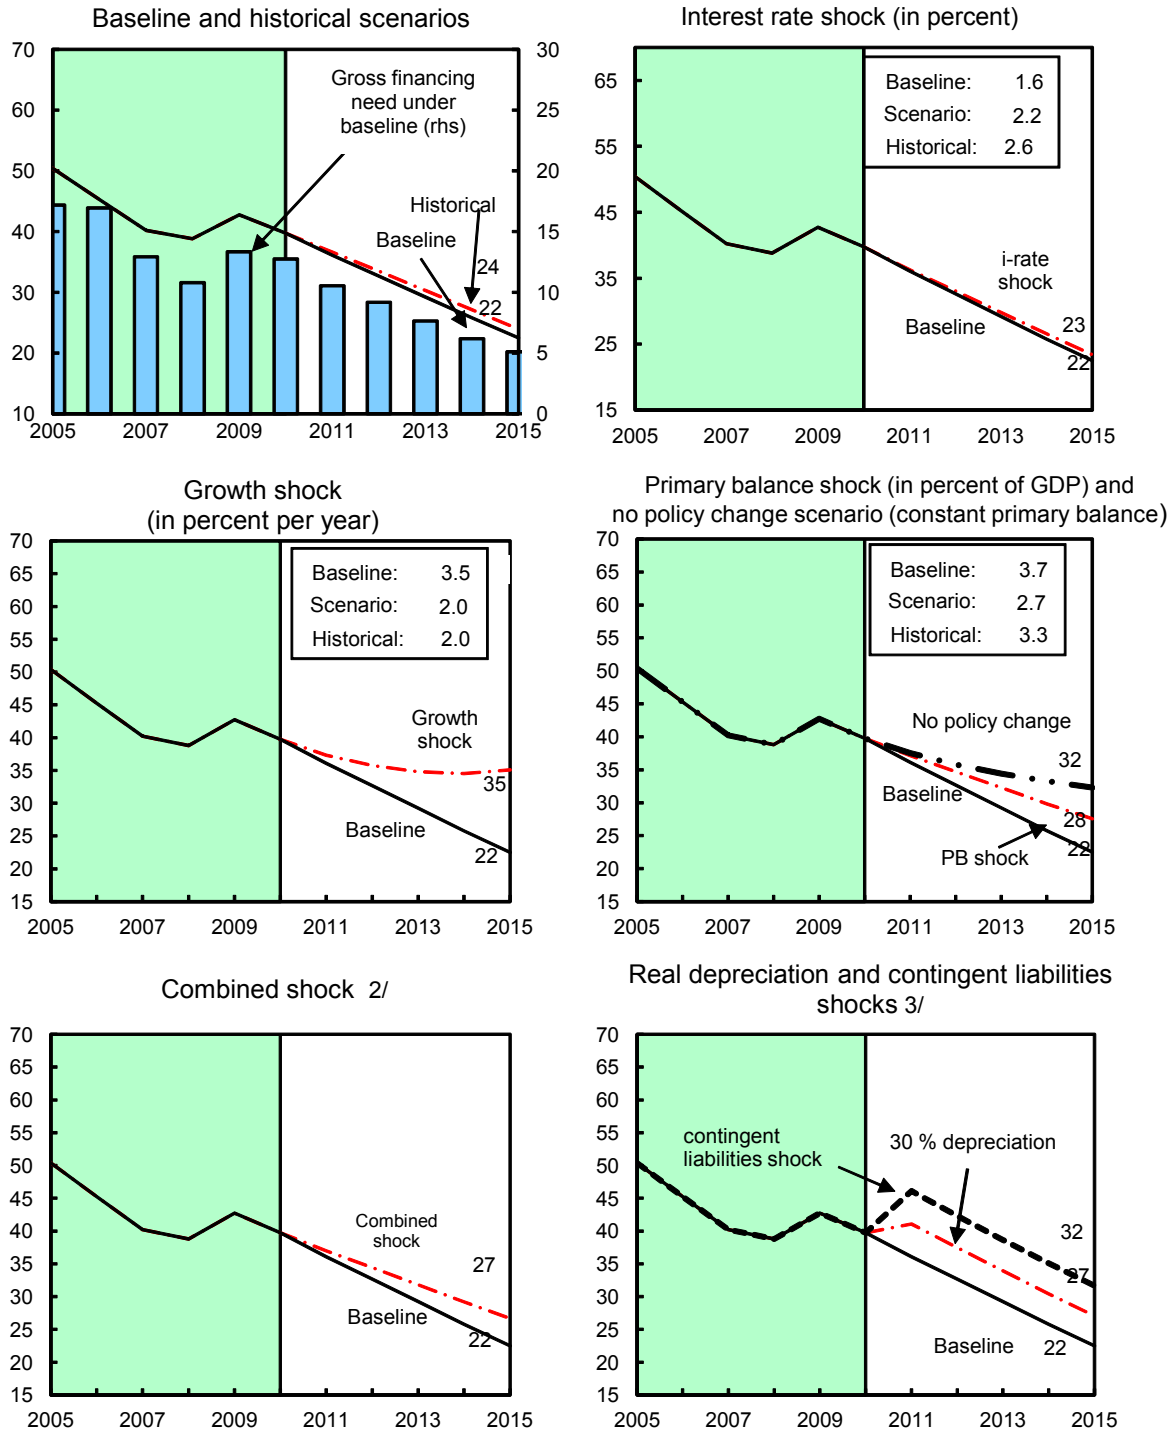 Baseline and historical scenarios
70
60
50
40
30
20
10
30
25
20
15
10
5
0
Gross financing
need under
baseline (rhs)
Historical
Baseline
24
22
2005 2007 2009 2011 2013 2015
Interest rate shock (in percent)
65
55
45
35
25
15
Baseline: 1.6
Scenario: 2.2
Historical: 2.6
i-rate
shock
Baseline
23
22
2005 2007 2009 2011 2013 2015
Growth shock
(in percent per year)
70
65
60
55
50
45
40
35
30
25
20
15
Baseline: 3.5
Scenario: 2.0
Historical: 2.0
Growth
shock
35
Baseline
22
2005 2007 2009 2011 2013 2015
Primary balance shock (in percent of GDP) and
no policy change scenario (constant primary balance)
70
65
60
55
50
45
40
35
30
25
20
15
Baseline: 3.7
Scenario: 2.7
Historical: 3.3
No policy change
32
Baseline
28
22
PB shock
2005 2007 2009 2011 2013 2015
Combined shock 2/
70
65
60
55
50
45
40
35
30
25
20
15
Combined
shock
27
Baseline
22
2005 2007 2009 2011 2013 2015
Real depreciation and contingent liabilities
shocks 3/
70
65
60
55
50
45
40
35
30
25
20
15
contingent
liabilities shock
30 % depreciation
32
27
Baseline 22
2005 2007 2009 2011 2013 2015